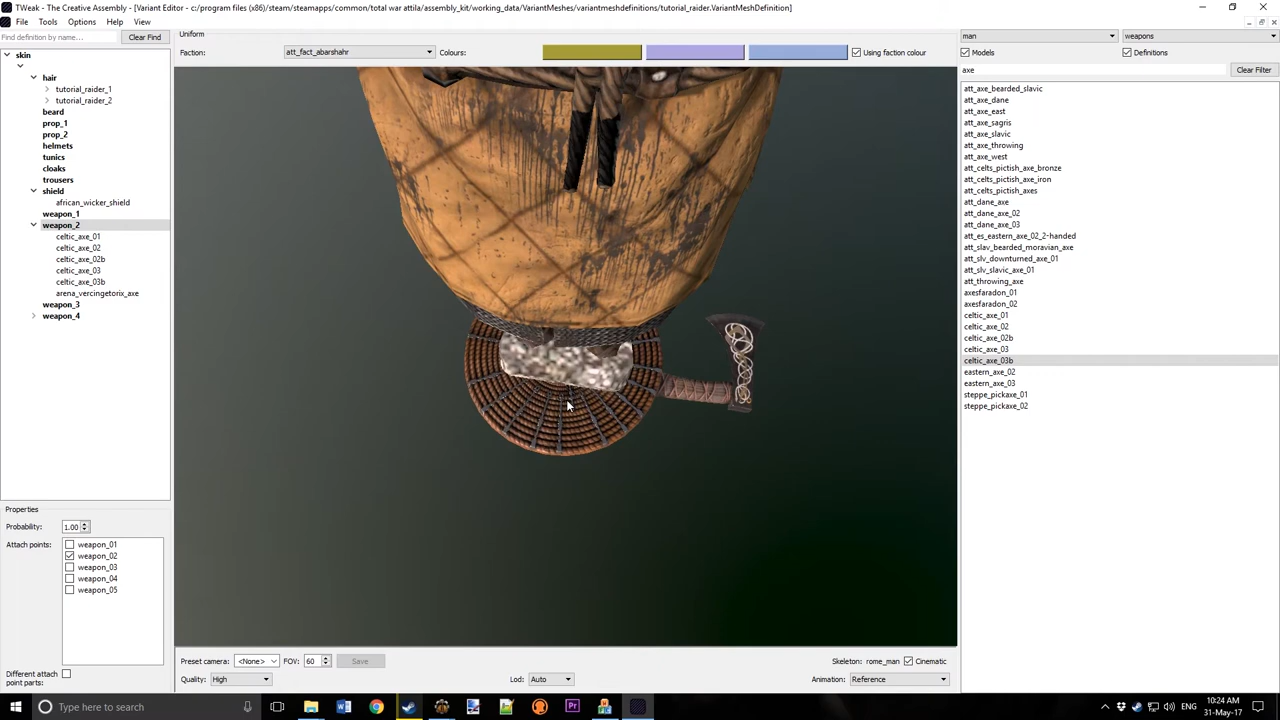 TWeak - The Creative Assembly - [Variant Editor - c:/program files (x86)/steam/steamapps/common/total war attila/assembly_kit/working_data/VariantMeshes/variantmeshdefinitions/tutorial_raider.VariantMeshDefinition]
File Tools Options Help View
Find definition by name... Clear Find
skin
hair
tutorial_raider_1
tutorial_raider_2
beard
prop_1
prop_2
helmets
tunics
cloaks
trousers
shield
african_wicker_shield
weapon_1
weapon_2
celtic_axe_01
celtic_axe_02
celtic_axe_02b
celtic_axe_03
celtic_axe_03b
arena_vercingetorix_axe
weapon_3
weapon_4
Properties
Probability: 1.00
Attach points: weapon_01
weapon_02
weapon_03
weapon_04
weapon_05
Different attach
point parts:
Uniform
Faction: att_fact_abarshahr Colours: Using faction colour
Preset camera: <None> FOV: 60 Save Skeleton: rome_man Cinematic
Quality: High Lod: Auto Animation: Reference
man weapons
Models Definitions
axe Clear Filter
att_axe_bearded_slavic
att_axe_dane
att_axe_east
att_axe_sagris
att_axe_slavic
att_axe_throwing
att_axe_west
att_celts_pictish_axe_bronze
att_celts_pictish_axe_iron
att_celts_pictish_axes
att_dane_axe
att_dane_axe_02
att_dane_axe_03
att_es_eastern_axe_02_2-handed
att_slav_bearded_moravian_axe
att_slv_downturned_axe_01
att_slv_slavic_axe_01
att_throwing_axe
axesfaradon_01
axesfaradon_02
celtic_axe_01
celtic_axe_02
celtic_axe_02b
celtic_axe_03
celtic_axe_03b
eastern_axe_02
eastern_axe_03
steppe_pickaxe_01
steppe_pickaxe_02
Type here to search
10:24 AM
31-May-17